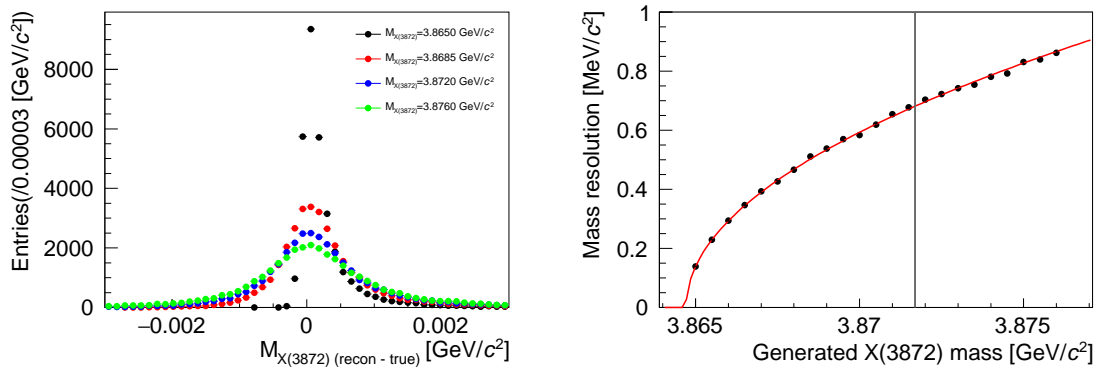 Entries(/0.00003 [GeV/c²])
8000
6000
4000
2000
0
−0.002
0
0.002
M_X(3872) (recon - true) [GeV/c²]
M_X(3872)=3.8650 GeV/c²
M_X(3872)=3.8685 GeV/c²
M_X(3872)=3.8720 GeV/c²
M_X(3872)=3.8760 GeV/c²
Mass resolution [MeV/c²]
1
0.8
0.6
0.4
0.2
0
3.865
3.87
3.875
Generated X(3872) mass [GeV/c²]